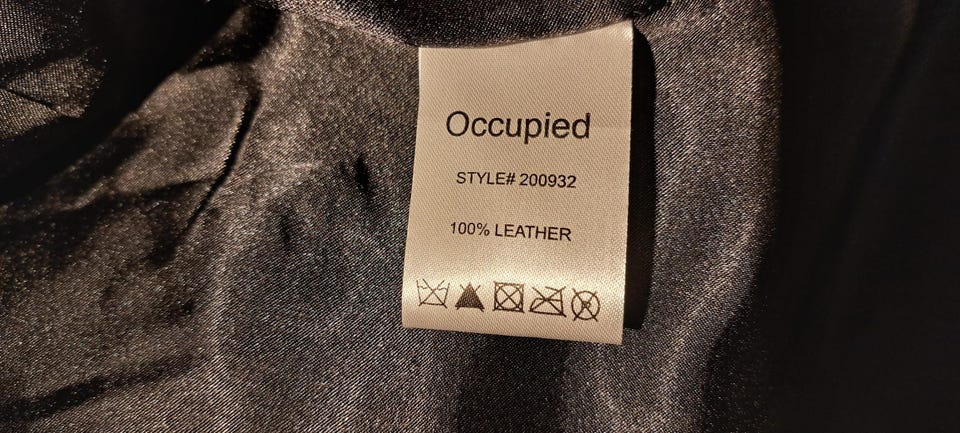 Occupied
STYLE# 200932
100% LEATHER